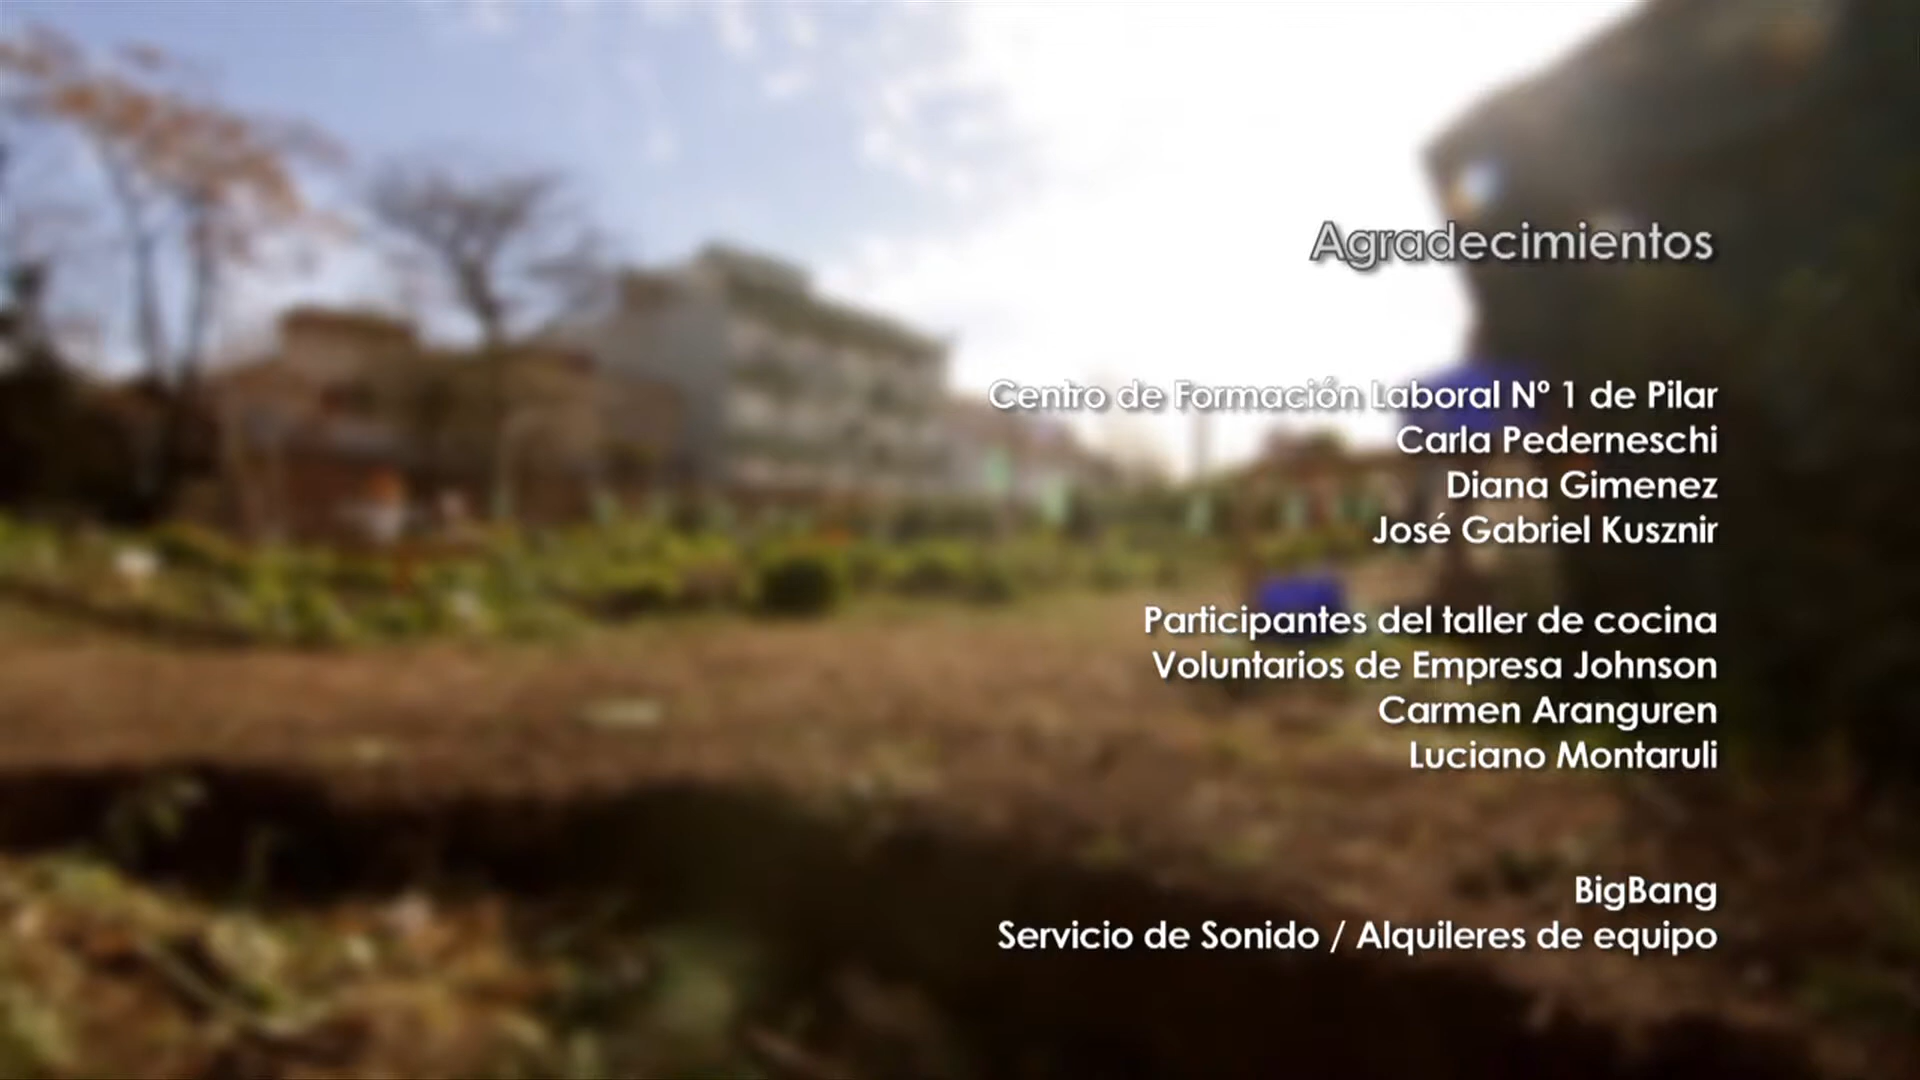 Agradecimientos
Centro de Formación Laboral Nº 1 de Pilar
Carla Pederneschi
Diana Gimenez
José Gabriel Kusznir
Participantes del taller de cocina
Voluntarios de Empresa Johnson
Carmen Aranguren
Luciano Montaruli
BigBang
Servicio de Sonido / Alquileres de equipo